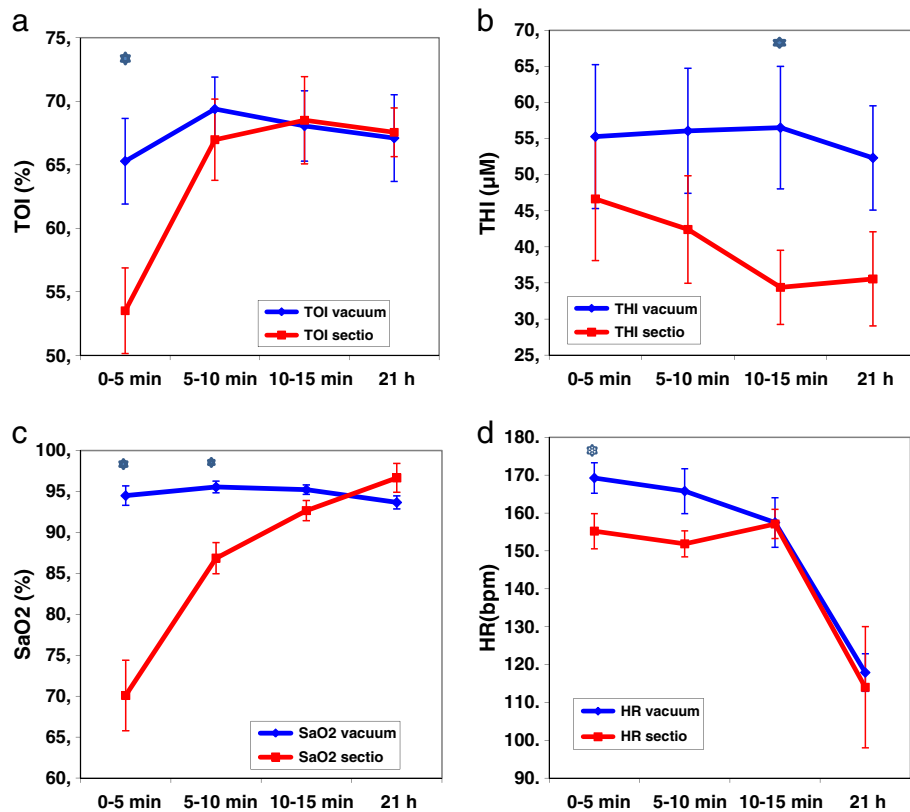 a
75,
70,
65,
60,
55,
50,
TOI (%)
TOI vacuum
TOI sectio
0-5 min 5-10 min 10-15 min 21 h
b
70,
65,
60,
55,
50,
45,
40,
35,
30,
25,
THI (μM)
THI vacuum
THI sectio
0-5 min 5-10 min 10-15 min 21 h
c
100,
95,
90,
85,
80,
75,
70,
65,
60,
SaO2 (%)
SaO2 vacuum
SaO2 sectio
0-5 min 5-10 min 10-15 min 21 h
d
180.
170.
160.
150.
140.
130.
120.
110.
100.
90.
HR(bpm)
HR vacuum
HR sectio
0-5 min 5-10 min 10-15 min 21 h